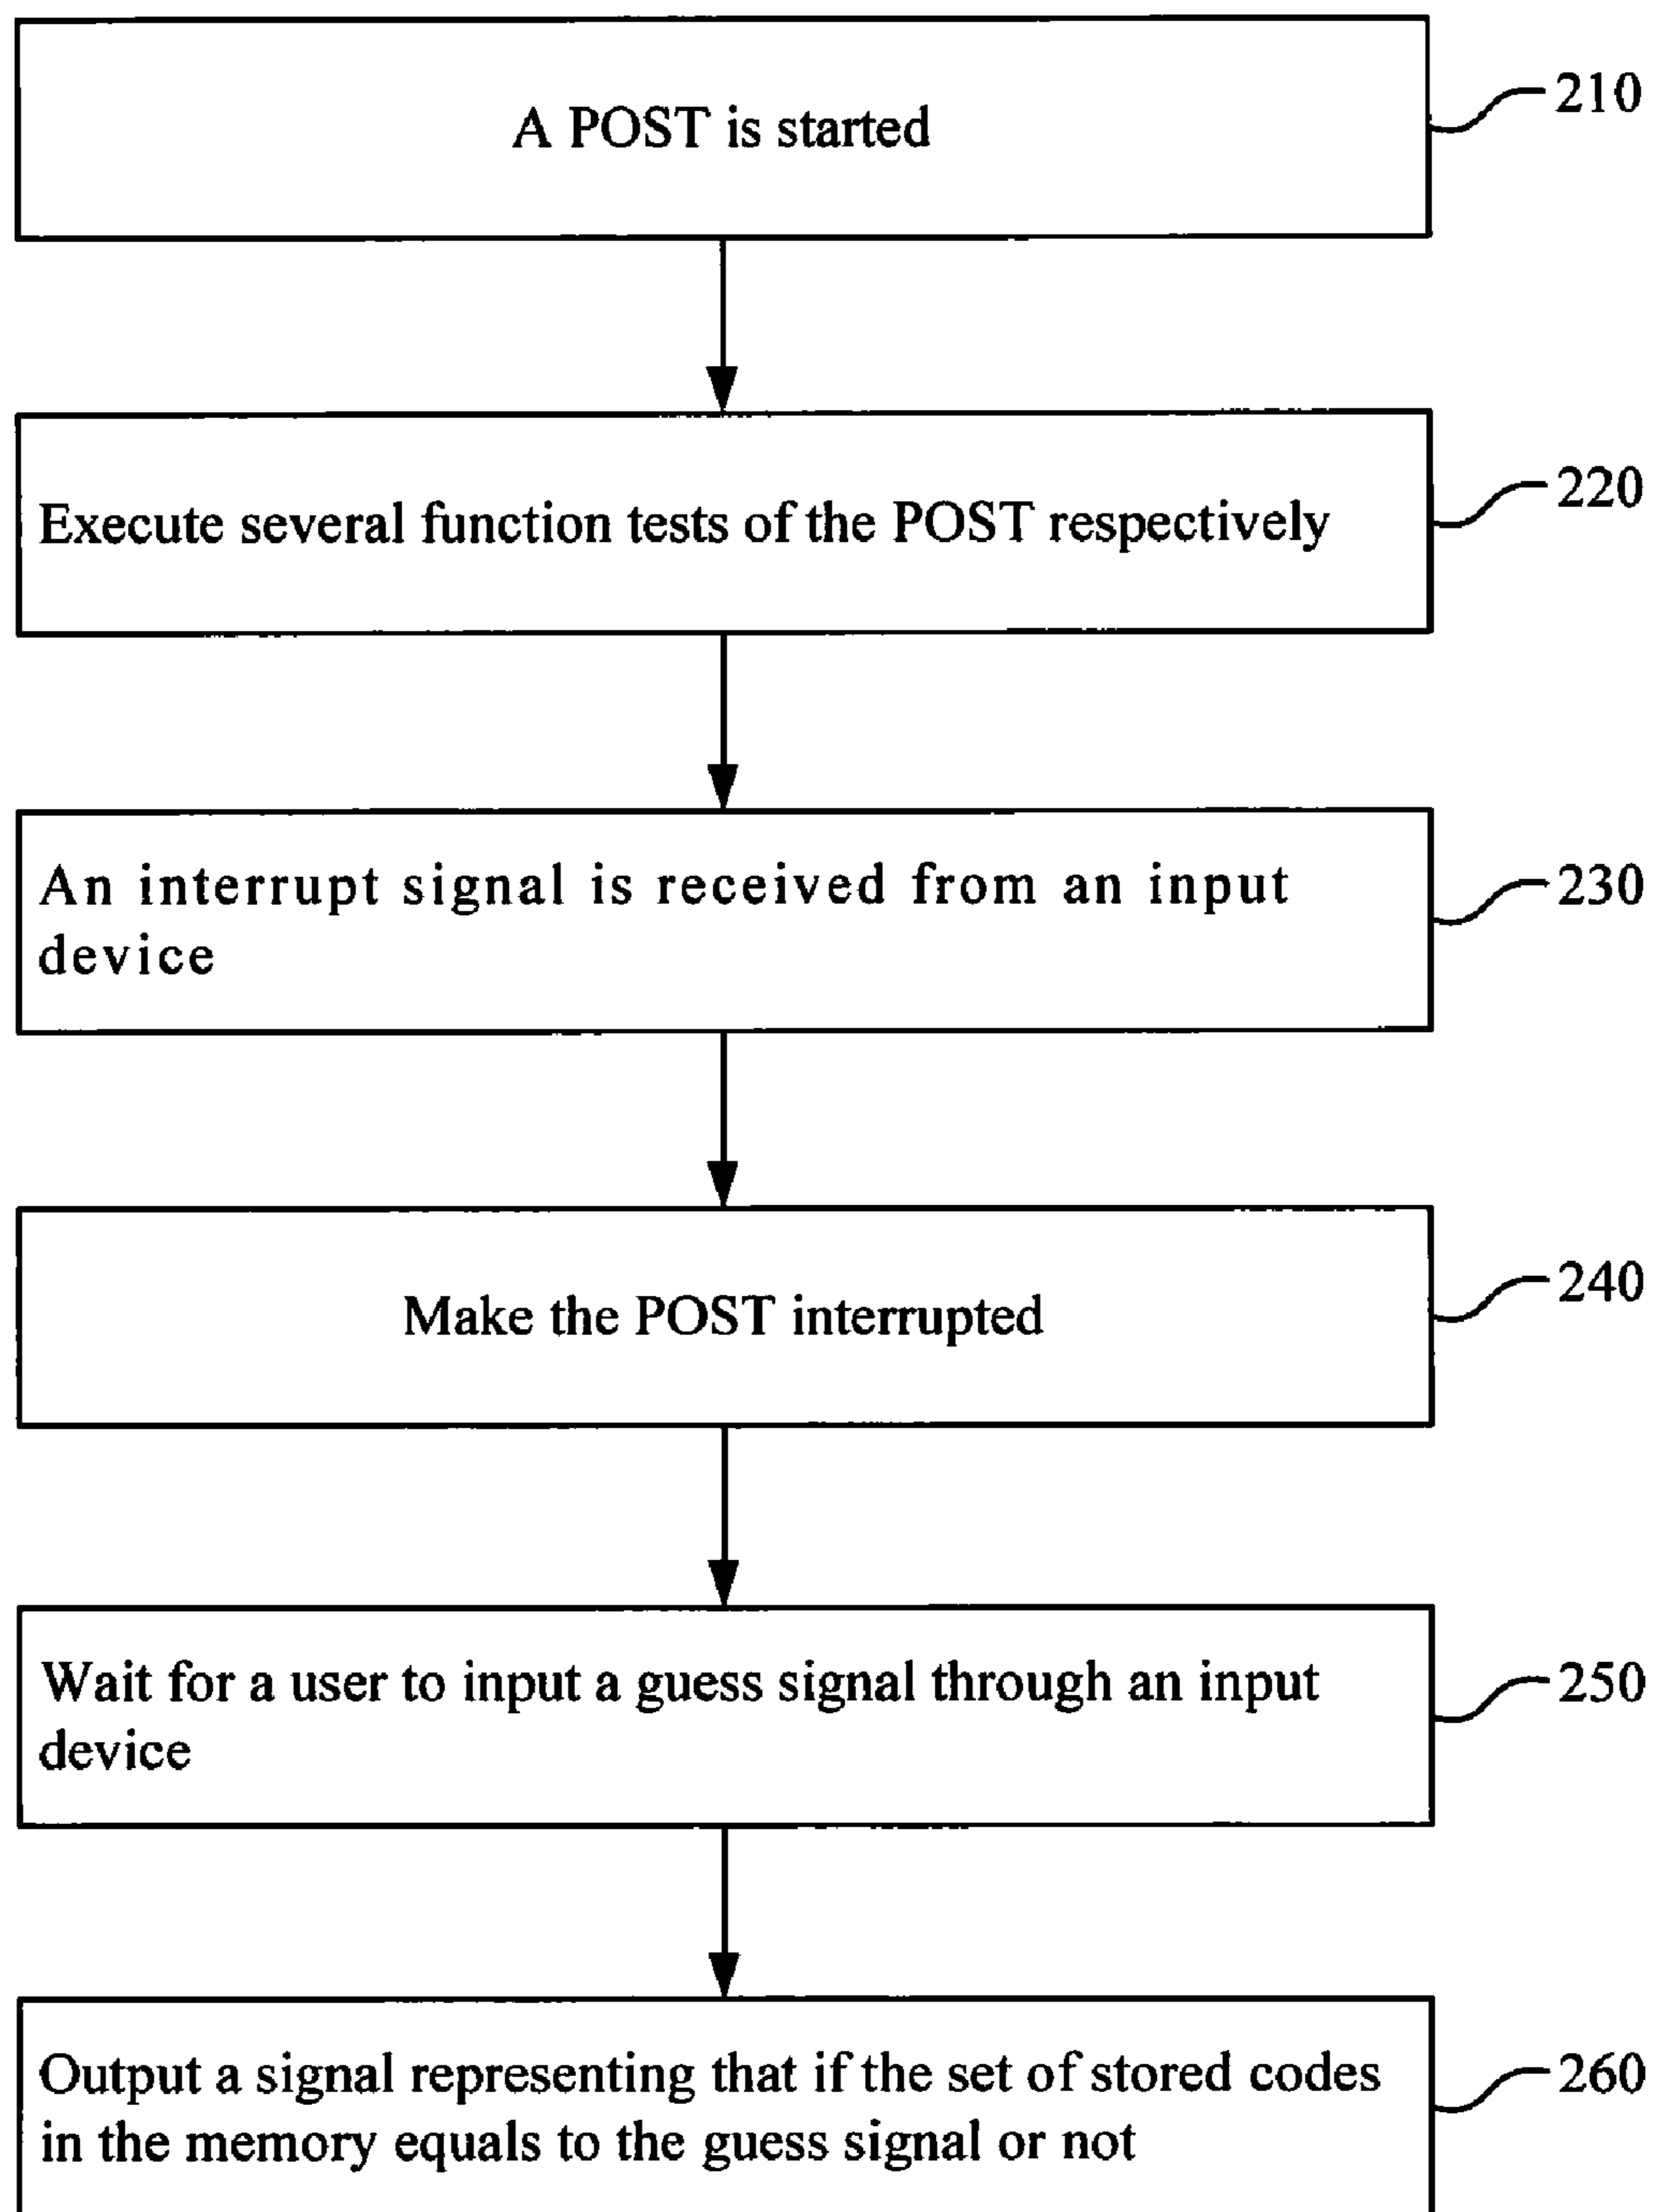 A POST is started
210
Execute several function tests of the POST respectively
220
An interrupt signal is received from an input
device
230
Make the POST interrupted
240
Wait for a user to input a guess signal through an input
device
250
Output a signal representing that if the set of stored codes
in the memory equals to the guess signal or not
260